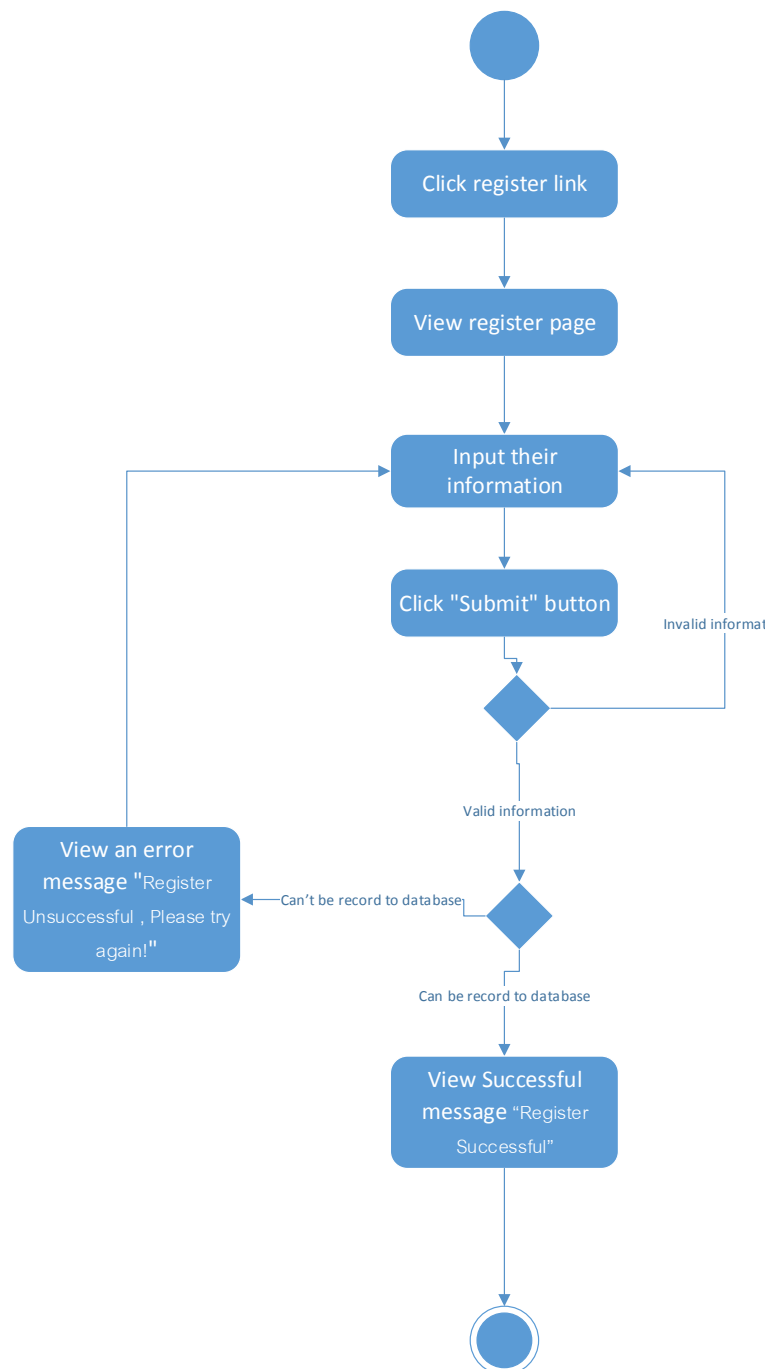 Click register link
View register page
Input their
information
Click "Submit" button
Invalid informat
Valid information
View an error
message "Register
Unsuccessful , Please try
again!"
Can't be record to database
Can be record to database
View Successful
message “Register
Successful”